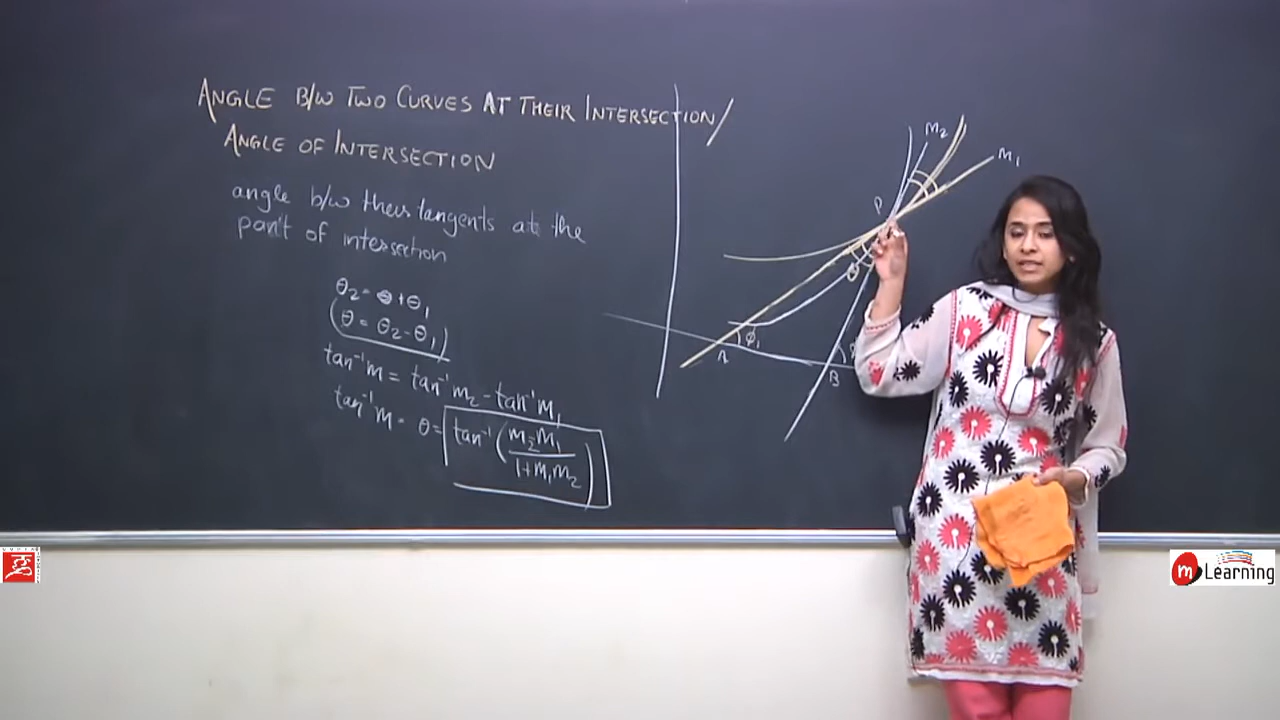 ANGLE B/W TWO CURVES AT THEIR INTERSECTION/
ANGLE OF INTERSECTION
angle b/w their tangents at the
point of intersection
θ₂ = θ + θ₁
(θ = θ₂ - θ₁)
tan⁻¹m = tan⁻¹m₂ - tan⁻¹m₁
tan⁻¹m = θ = tan⁻¹(m₂-m₁ / 1+m₁m₂)
M₂
M₁
P
θ
θ₁
A
B
m Learning